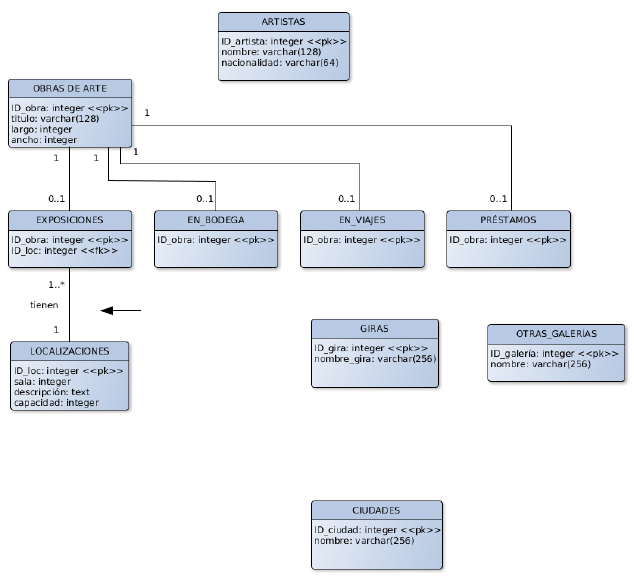 ARTISTAS
ID_artista: integer <<pk>>
nombre: varchar(128)
nacionalidad: varchar(64)
OBRAS DE ARTE
ID_obra: integer <<pk>>
titulo: varchar(128)
largo: integer
ancho: integer
1
1
1
1
0..1
0..1
0..1
0..1
EXPOSICIONES
ID_obra: integer <<pk>>
ID_loc: integer <<fk>>
EN_BODEGA
ID_obra: integer <<pk>>
EN_VIAJES
ID_obra: integer <<pk>>
PRÉSTAMOS
ID_obra: integer <<pk>>
1..*
tienen
1
LOCALIZACIONES
ID_loc: integer <<pk>>
sala: integer
descripción: text
capacidad: integer
GIRAS
ID_gira: integer <<pk>>
nombre_gira: varchar(256)
OTRAS_GALERÍAS
ID_galería: integer <<pk>>
nombre: varchar(256)
CIUDADES
ID_ciudad: integer <<pk>>
nombre: varchar(256)